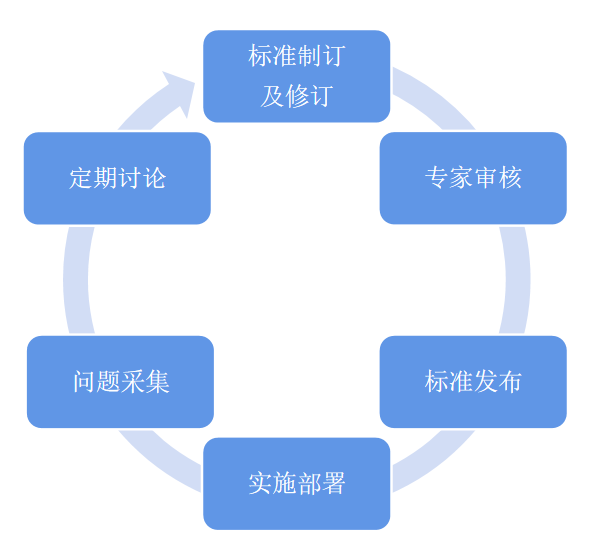 标准制订
及修订
专家审核
标准发布
实施部署
问题采集
定期讨论